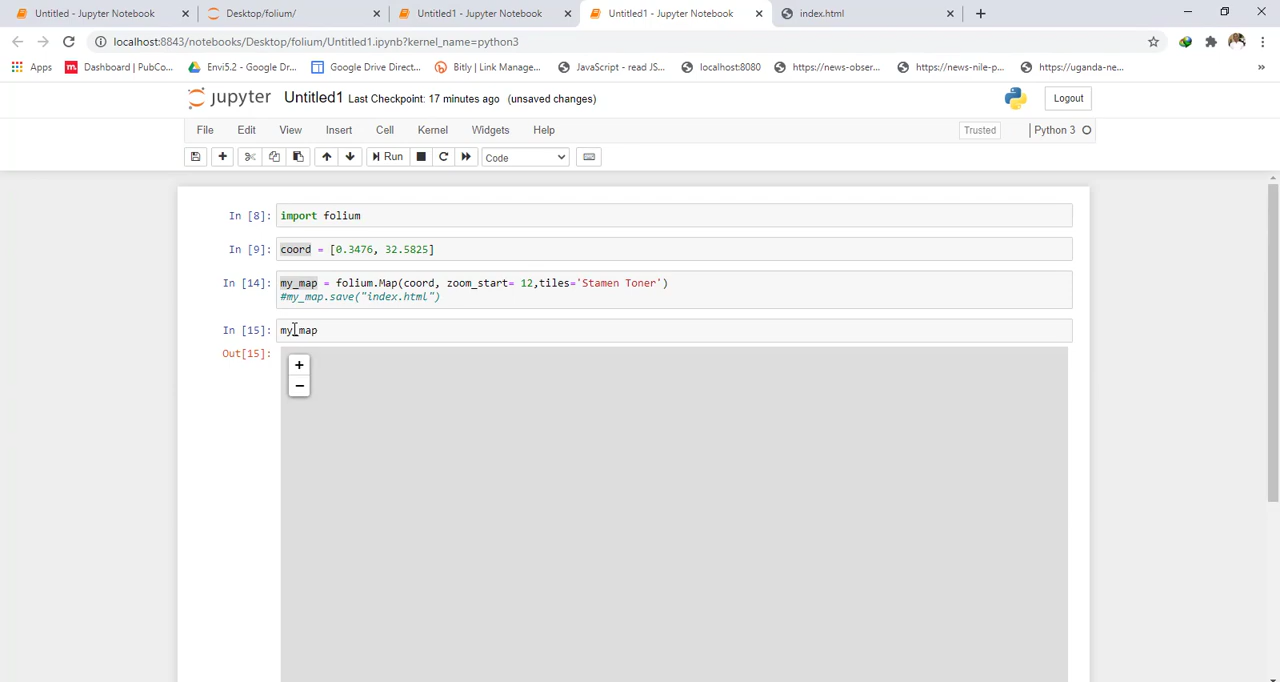 Untitled - Jupyter Notebook
Desktop/folium/
Untitled1 - Jupyter Notebook
Untitled1 - Jupyter Notebook
index.html
localhost:8843/notebooks/Desktop/folium/Untitled1.ipynb?kernel_name=python3
Apps
Dashboard | PubCo...
Envi5.2 - Google Dr...
Google Drive Direct...
Bitly | Link Manage...
JavaScript - read JS...
localhost:8080
https://news-obser...
https://news-nile-p...
https://uganda-ne...
»
jupyter Untitled1 Last Checkpoint: 17 minutes ago (unsaved changes)
Logout
File Edit View Insert Cell Kernel Widgets Help
Trusted
Python 3
Run
Code
In [8]: import folium
In [9]: coord = [0.3476, 32.5825]
In [14]: my_map = folium.Map(coord, zoom_start= 12,tiles='Stamen Toner')
#my_map.save("index.html")
In [15]: my_map
Out[15]:
+
−